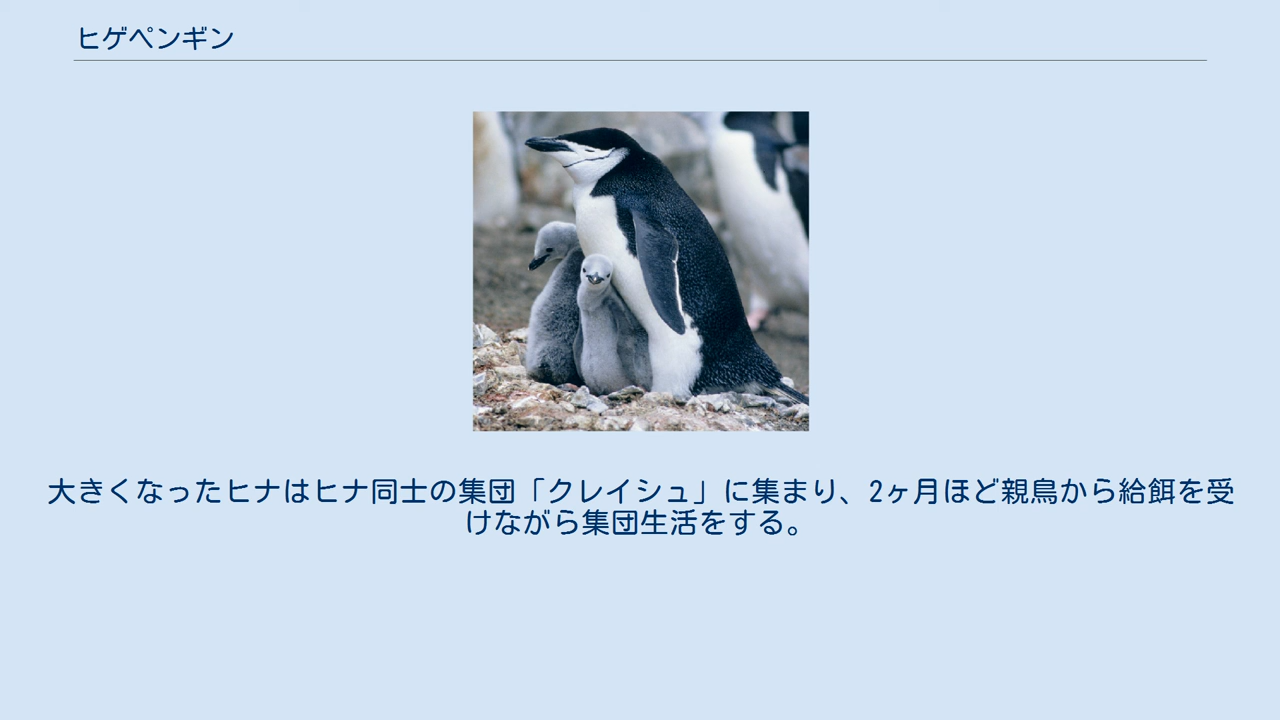 ヒゲペンギン
大きくなったヒナはヒナ同士の集団「クレイシュ」に集まり、2ヶ月ほど親鳥から給餌を受
けながら集団生活をする。